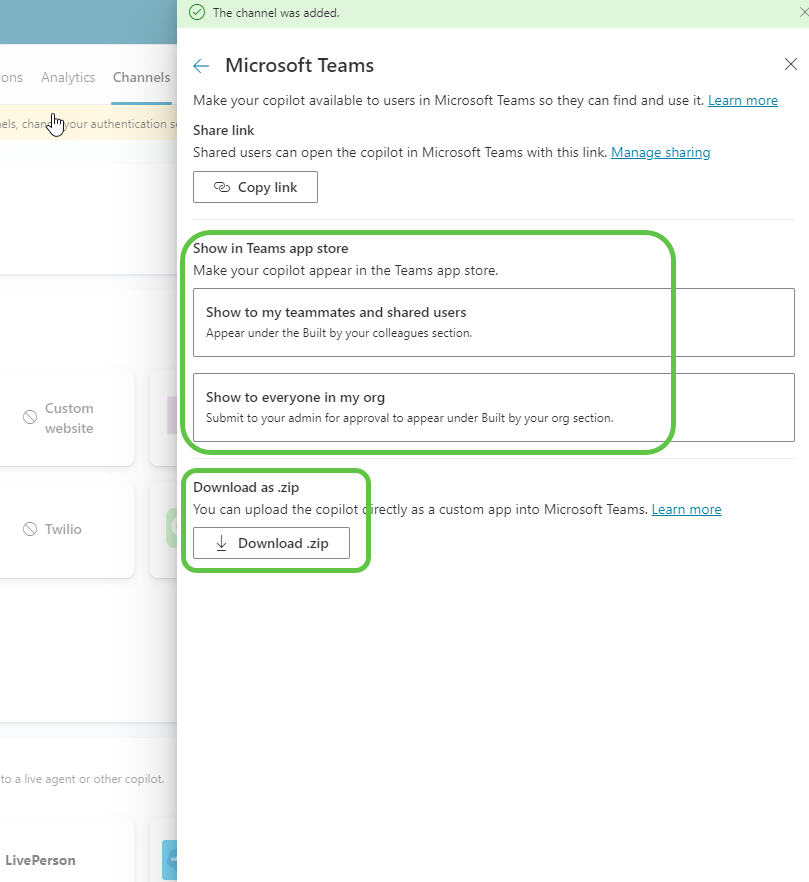 The channel was added.
Microsoft Teams
ons Analytics Channels
Make your copilot available to users in Microsoft Teams so they can find and use it. Learn more
nels, chan your authentication s
Share link
Shared users can open the copilot in Microsoft Teams with this link. Manage sharing
Copy link
Show in Teams app store
Make your copilot appear in the Teams app store.
Show to my teammates and shared users
Appear under the Built by your colleagues section.
Show to everyone in my org
Submit to your admin for approval to appear under Built by your org section.
Custom
website
Download as .zip
You can upload the copilot directly as a custom app into Microsoft Teams. Learn more
Twilio
Download .zip
to a live agent or other copilot.
LivePerson